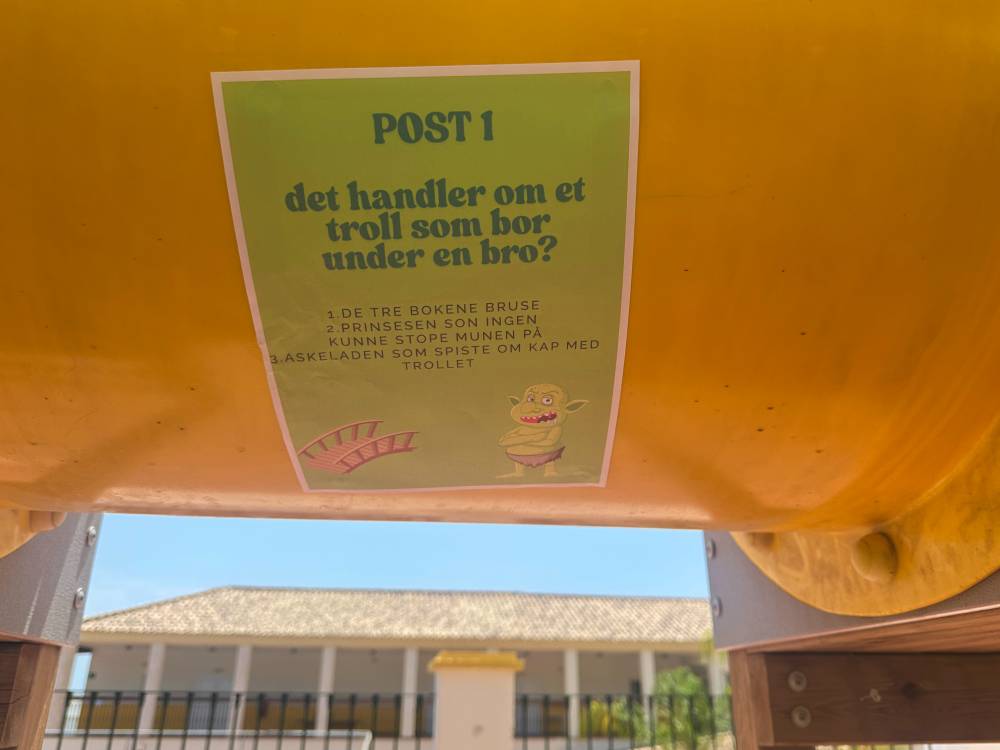 POST 1
det handler om et
troll som bor
under en bro?
1.DE TRE BOKENE BRUSE
2.PRINSESEN SON INGEN
KUNNE STOPE MUNEN PÅ
3.ASKELADEN SOM SPISTE OM KAP MED
TROLLET